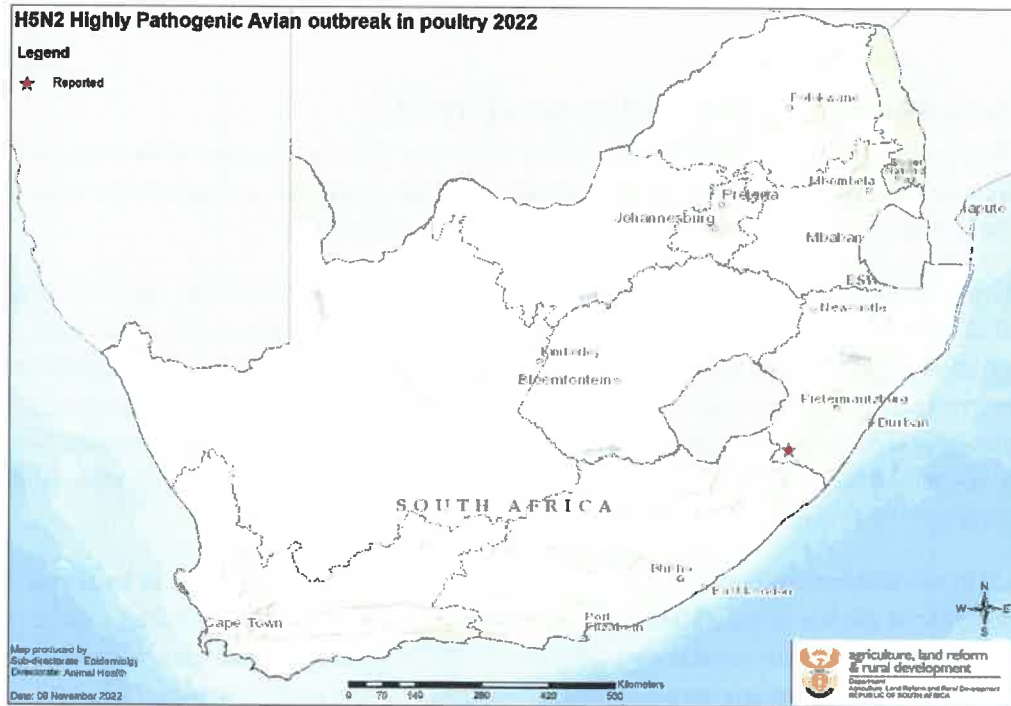 H5N2 Highly Pathogenic Avian outbreak in poultry 2022
Legend
Reported
Polokwane
Mbombela
Pretoria
Johannesburg
Maputo
Mbaban
ESW
Newcastle
Kimberley
Bloemfontein
Pietermaritzburg
Durban
SOUTH AFRICA
Bhisho
East London
Port
Elizabeth
Cape Town
Map produced by
Sub-directorate Epidemiology
Directorate: Animal Health
Date: 09 November 2022
0 70 140 280 420 500
Kilometers
N
W E
S
agriculture, land reform
& rural development
Department
Agriculture, Land Reform and Rural Development
REPUBLIC OF SOUTH AFRICA